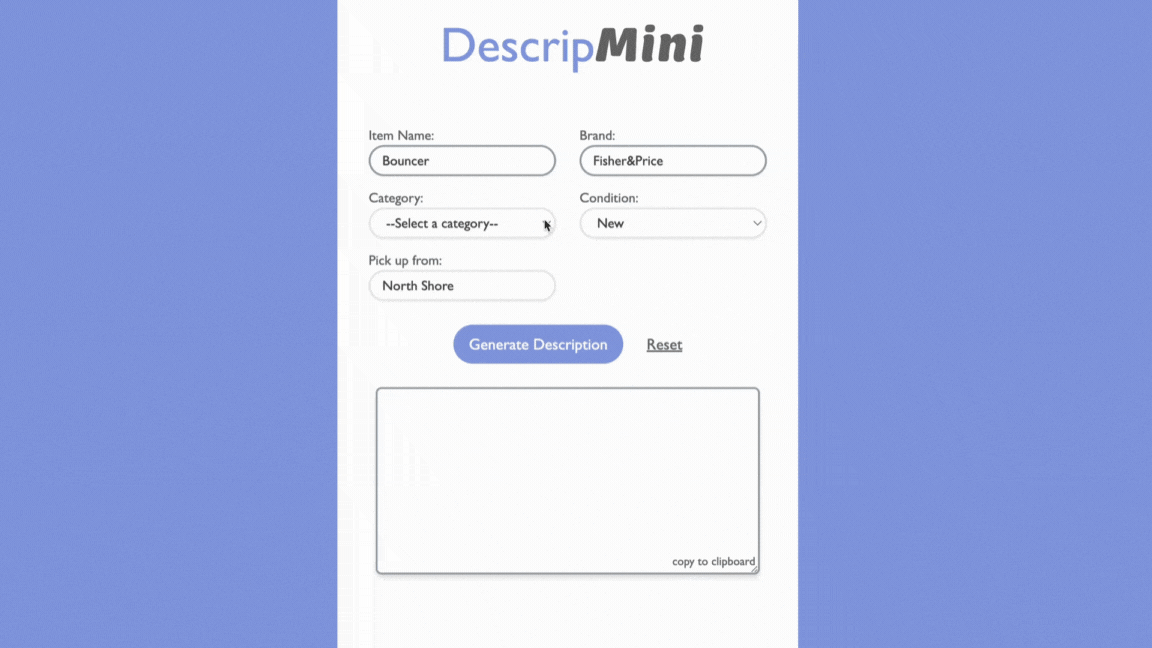 DescripMini
Item Name: Brand:
Bouncer Fisher&Price
Category: Condition:
--Select a category-- New
Pick up from:
North Shore
Generate Description Reset
copy to clipboard